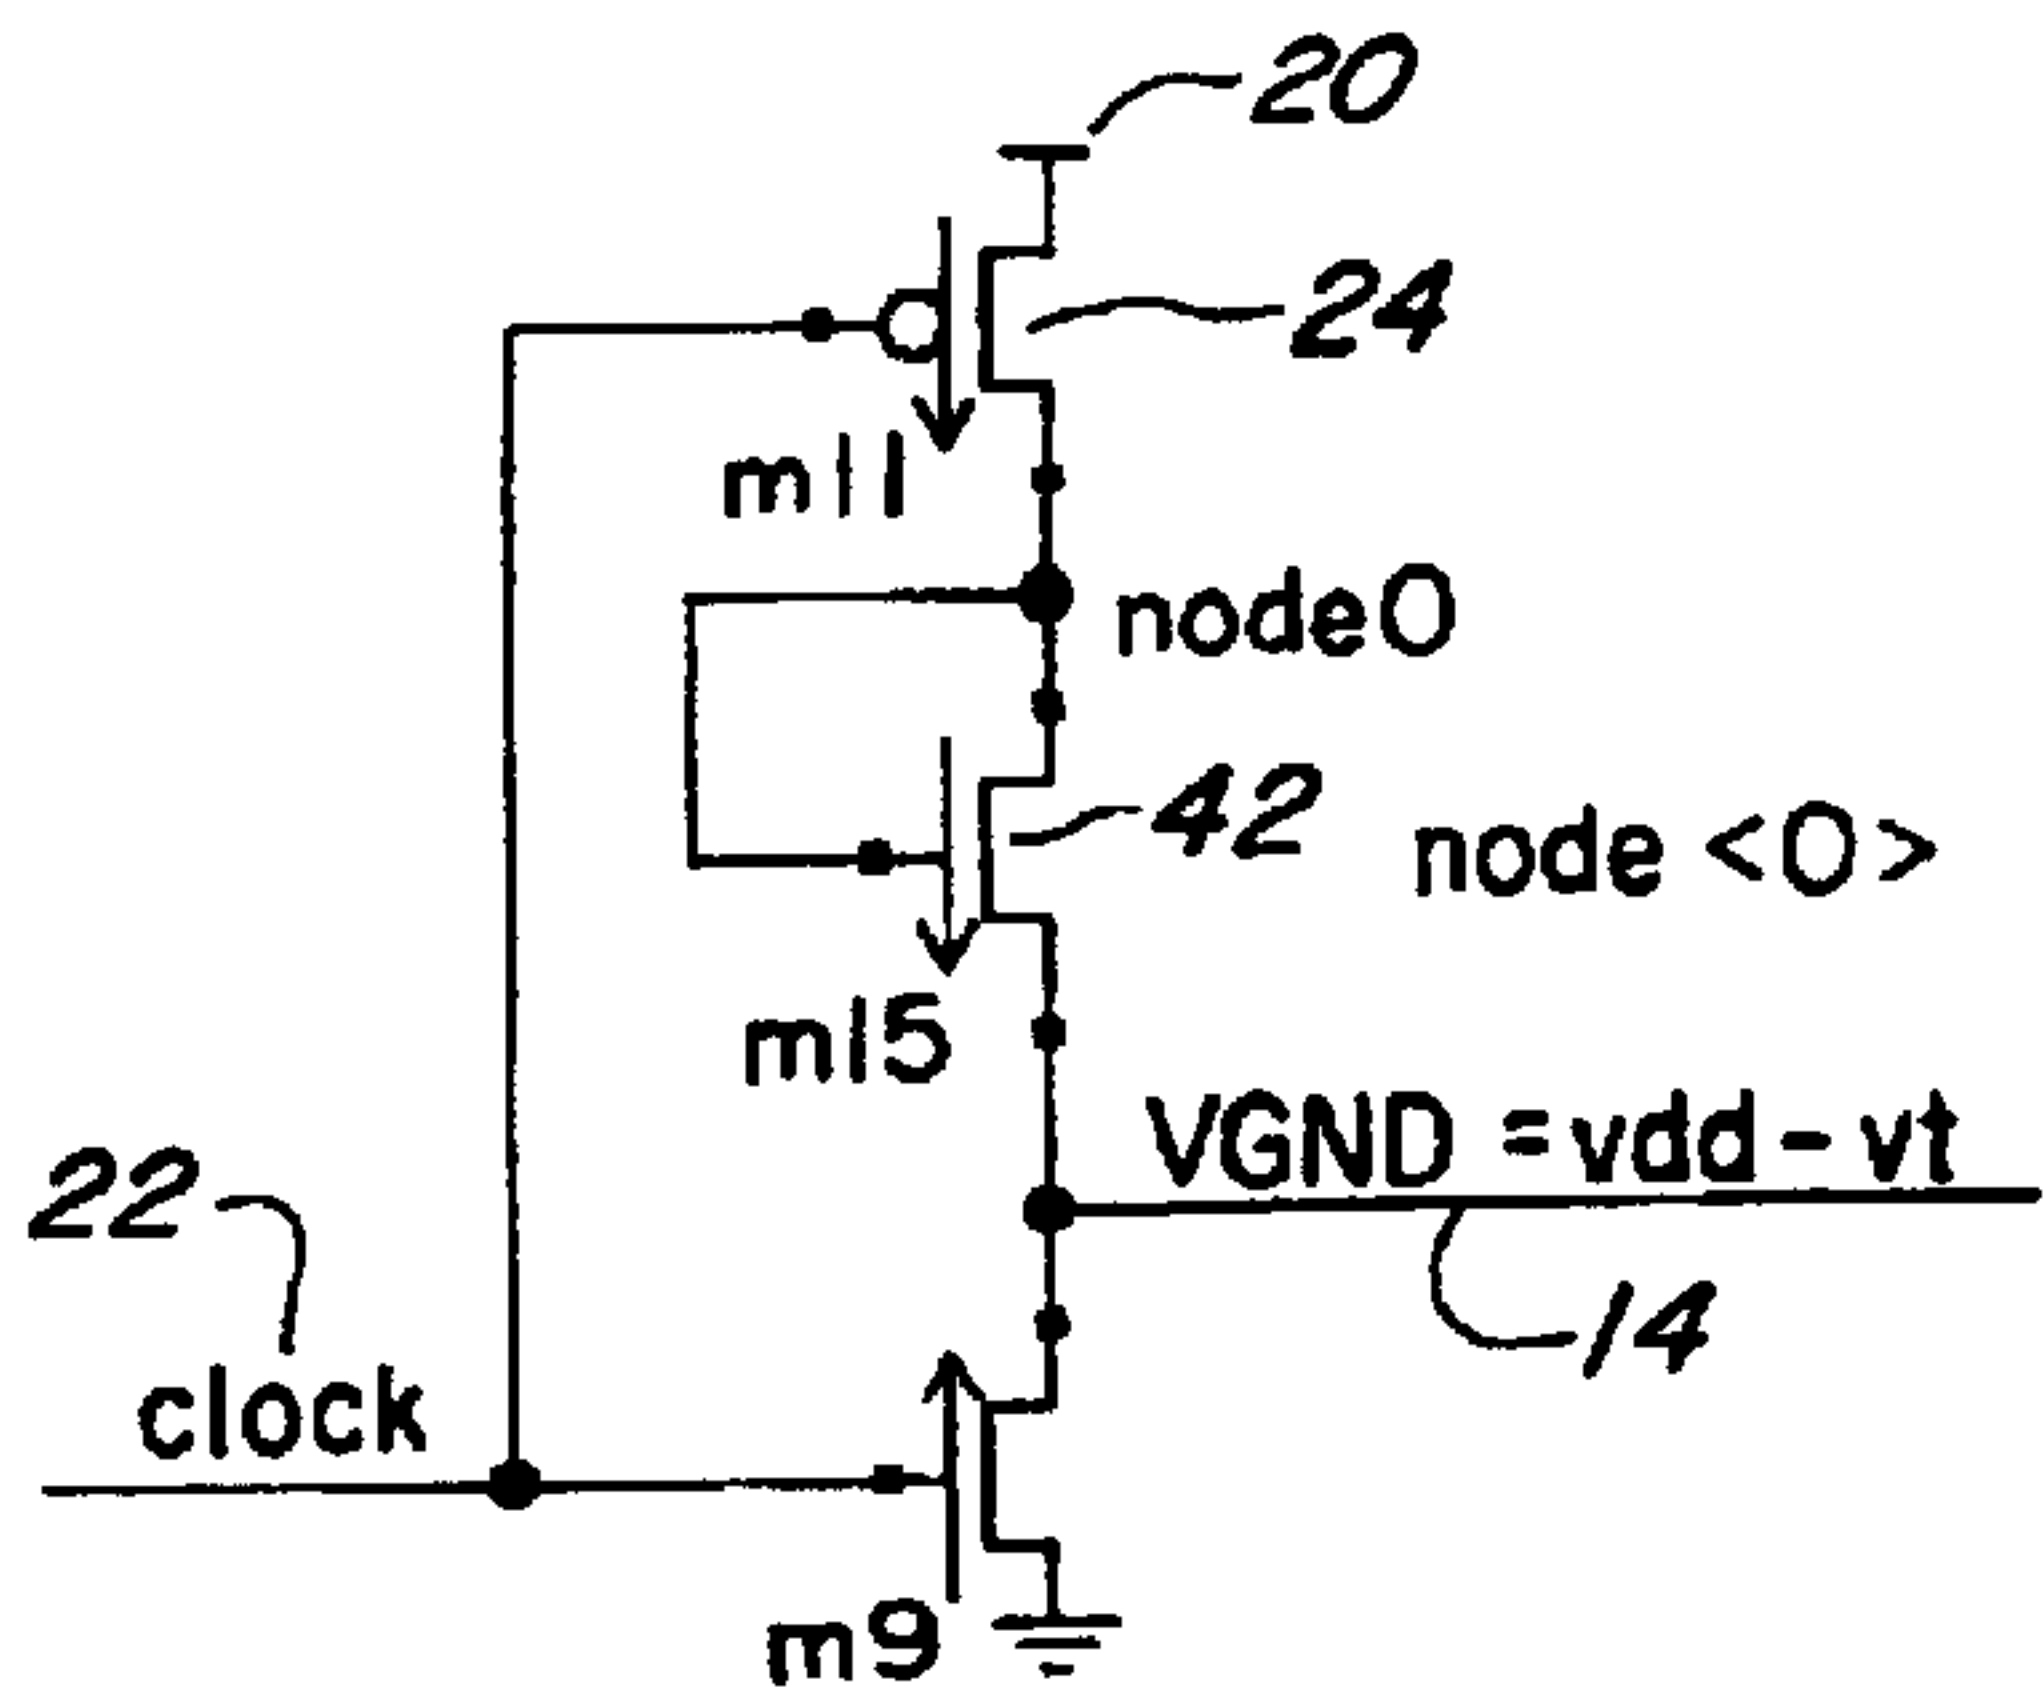 20
24
m11
node0
42
node <0>
m15
VGND = vdd - vt
22
14
clock
m9